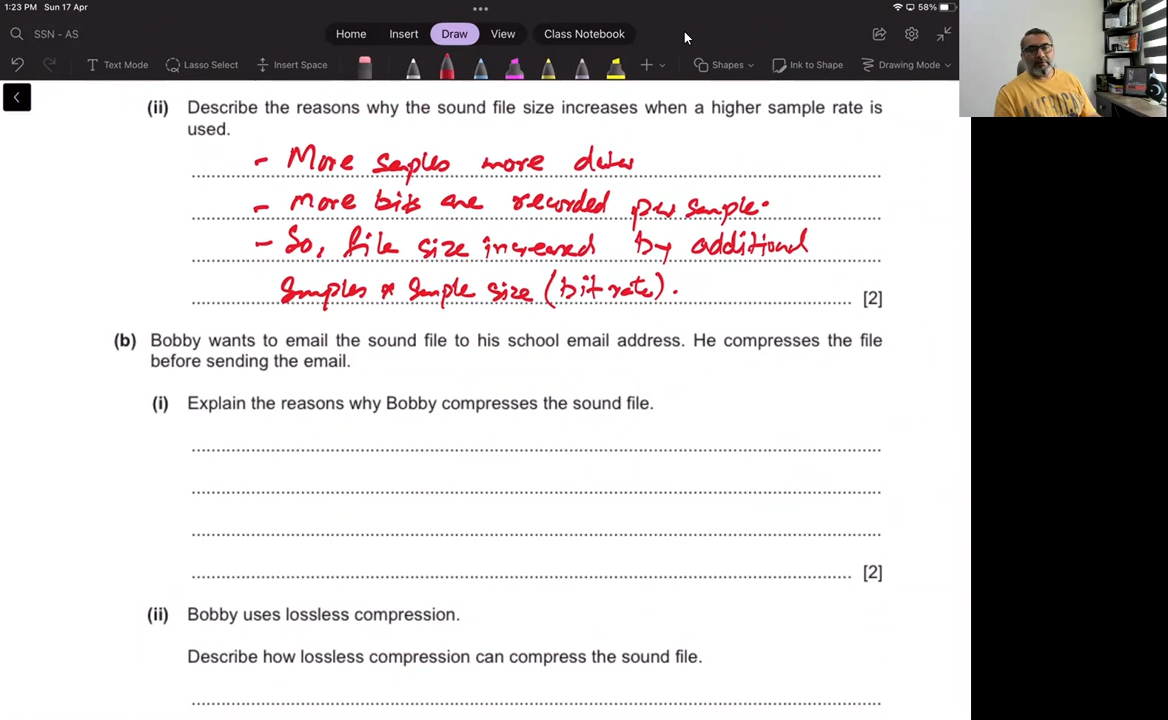 1:23 PM Sun 17 Apr
58%
SSN - AS
Home Insert Draw View Class Notebook
Text Mode Lasso Select Insert Space Shapes Ink to Shape Drawing Mode
(ii) Describe the reasons why the sound file size increases when a higher sample rate is
used.
- More samples more data
- more bits are recorded per sample.
- So, file size increased by additional
Samples * Sample size (bit rate).
[2]
(b) Bobby wants to email the sound file to his school email address. He compresses the file
before sending the email.
(i) Explain the reasons why Bobby compresses the sound file.
[2]
(ii) Bobby uses lossless compression.
Describe how lossless compression can compress the sound file.